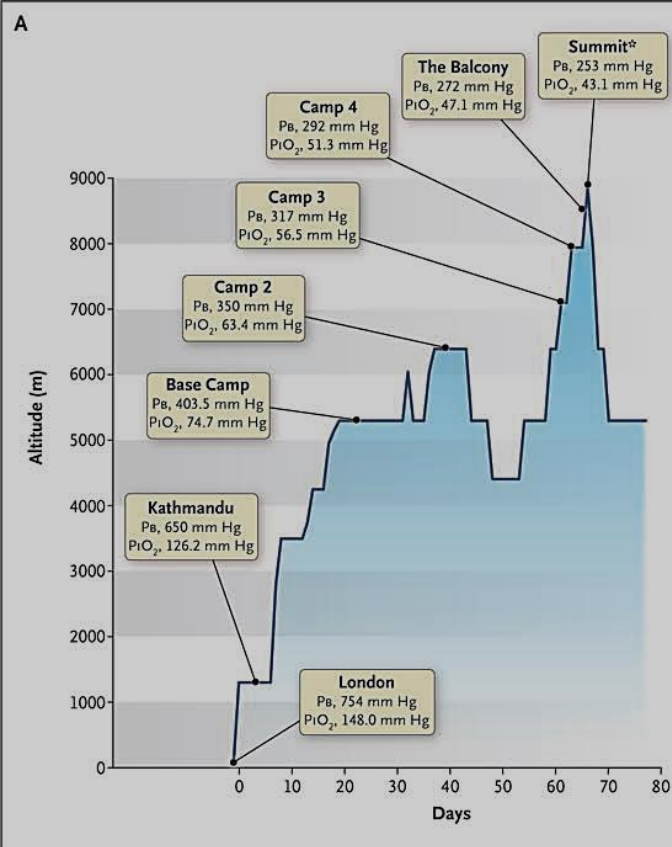 A
Summit☆
PB, 253 mm Hg
PIO2, 43.1 mm Hg
The Balcony
PB, 272 mm Hg
PIO2, 47.1 mm Hg
Camp 4
PB, 292 mm Hg
PIO2, 51.3 mm Hg
Camp 3
PB, 317 mm Hg
PIO2, 56.5 mm Hg
Camp 2
PB, 350 mm Hg
PIO2, 63.4 mm Hg
Base Camp
PB, 403.5 mm Hg
PIO2, 74.7 mm Hg
Kathmandu
PB, 650 mm Hg
PIO2, 126.2 mm Hg
London
PB, 754 mm Hg
PIO2, 148.0 mm Hg
Altitude (m)
9000
8000
7000
6000
5000
4000
3000
2000
1000
0
0 10 20 30 40 50 60 70 80
Days